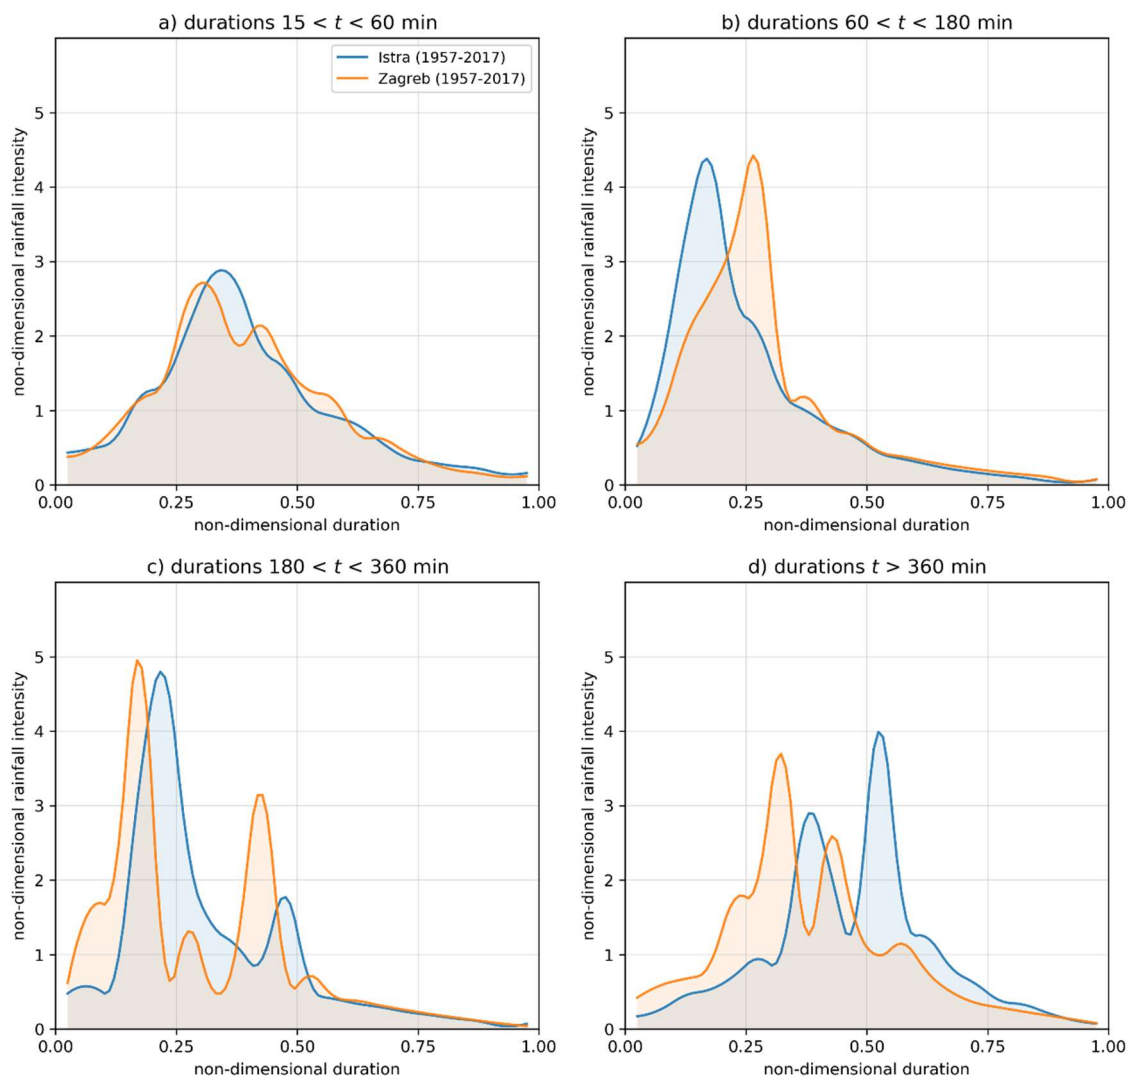 a) durations 15 < t < 60 min
Istra (1957-2017)
Zagreb (1957-2017)
5
4
3
2
1
0
0.00 0.25 0.50 0.75 1.00
non-dimensional rainfall intensity
non-dimensional duration
b) durations 60 < t < 180 min
5
4
3
2
1
0
0.00 0.25 0.50 0.75 1.00
non-dimensional rainfall intensity
non-dimensional duration
c) durations 180 < t < 360 min
5
4
3
2
1
0
0.00 0.25 0.50 0.75 1.00
non-dimensional rainfall intensity
non-dimensional duration
d) durations t > 360 min
5
4
3
2
1
0
0.00 0.25 0.50 0.75 1.00
non-dimensional rainfall intensity
non-dimensional duration